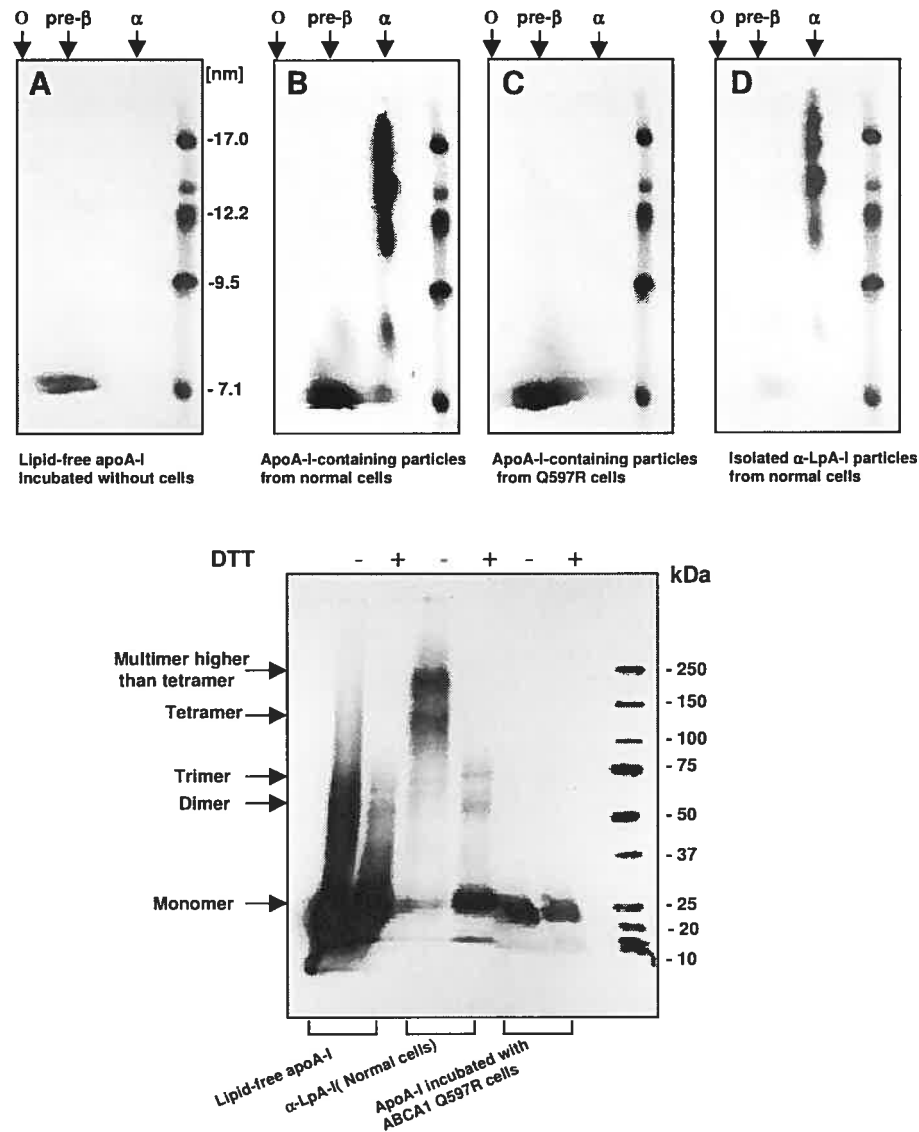 O pre-β α
O pre-β α
O pre-β α
O pre-β α
A
[nm]
-17.0
-12.2
-9.5
- 7.1
B
C
D
Lipid-free apoA-I
Incubated without cells
ApoA-I-containing particles
from normal cells
ApoA-I-containing particles
from Q597R cells
Isolated α-LpA-I particles
from normal cells
DTT - + - + - +
kDa
Multimer higher
than tetramer
Tetramer
Trimer
Dimer
Monomer
- 250
- 150
- 100
- 75
- 50
- 37
- 25
- 20
- 10
Lipid-free apoA-I
α-LpA-I( Normal cells)
ApoA-I incubated with
ABCA1 Q597R cells